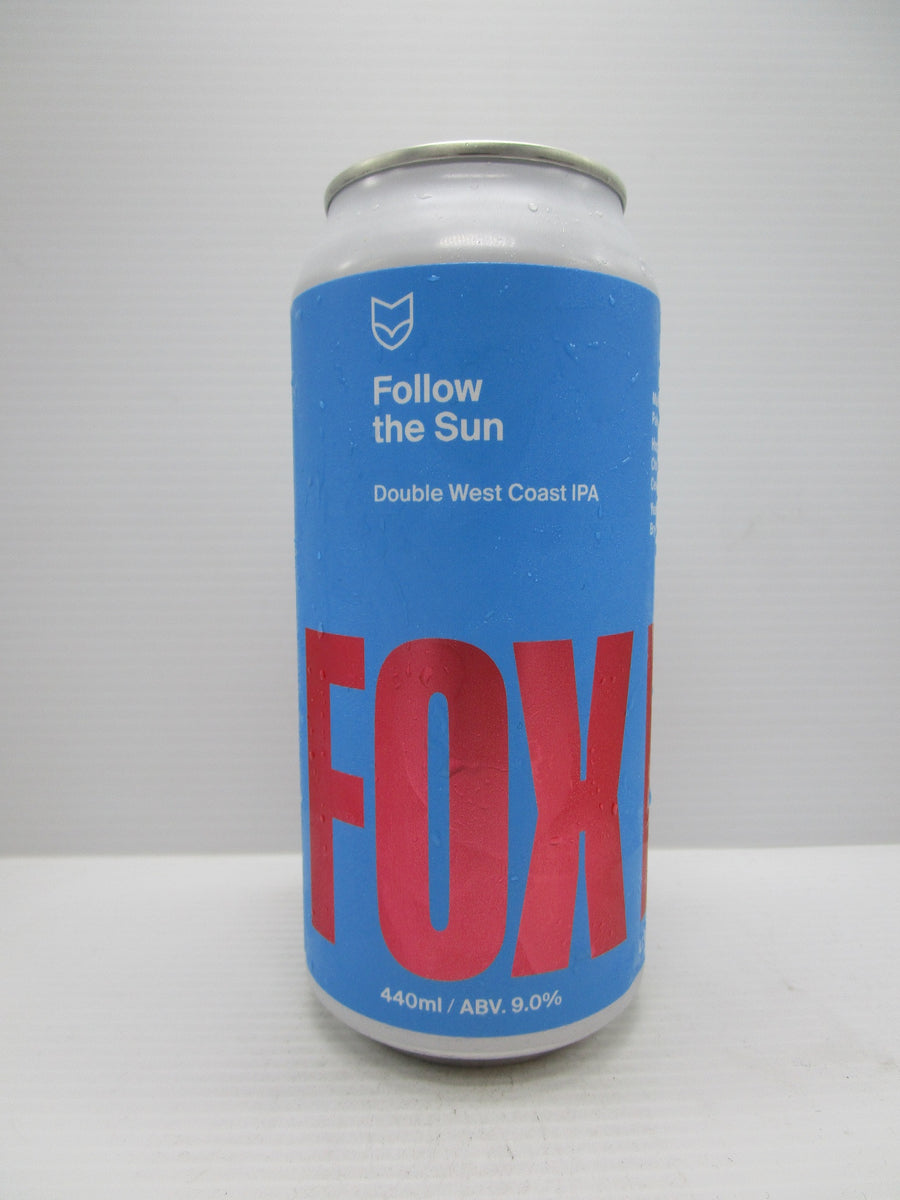 Follow
the Sun
Double West Coast IPA
FOX
440ml / ABV. 9.0%